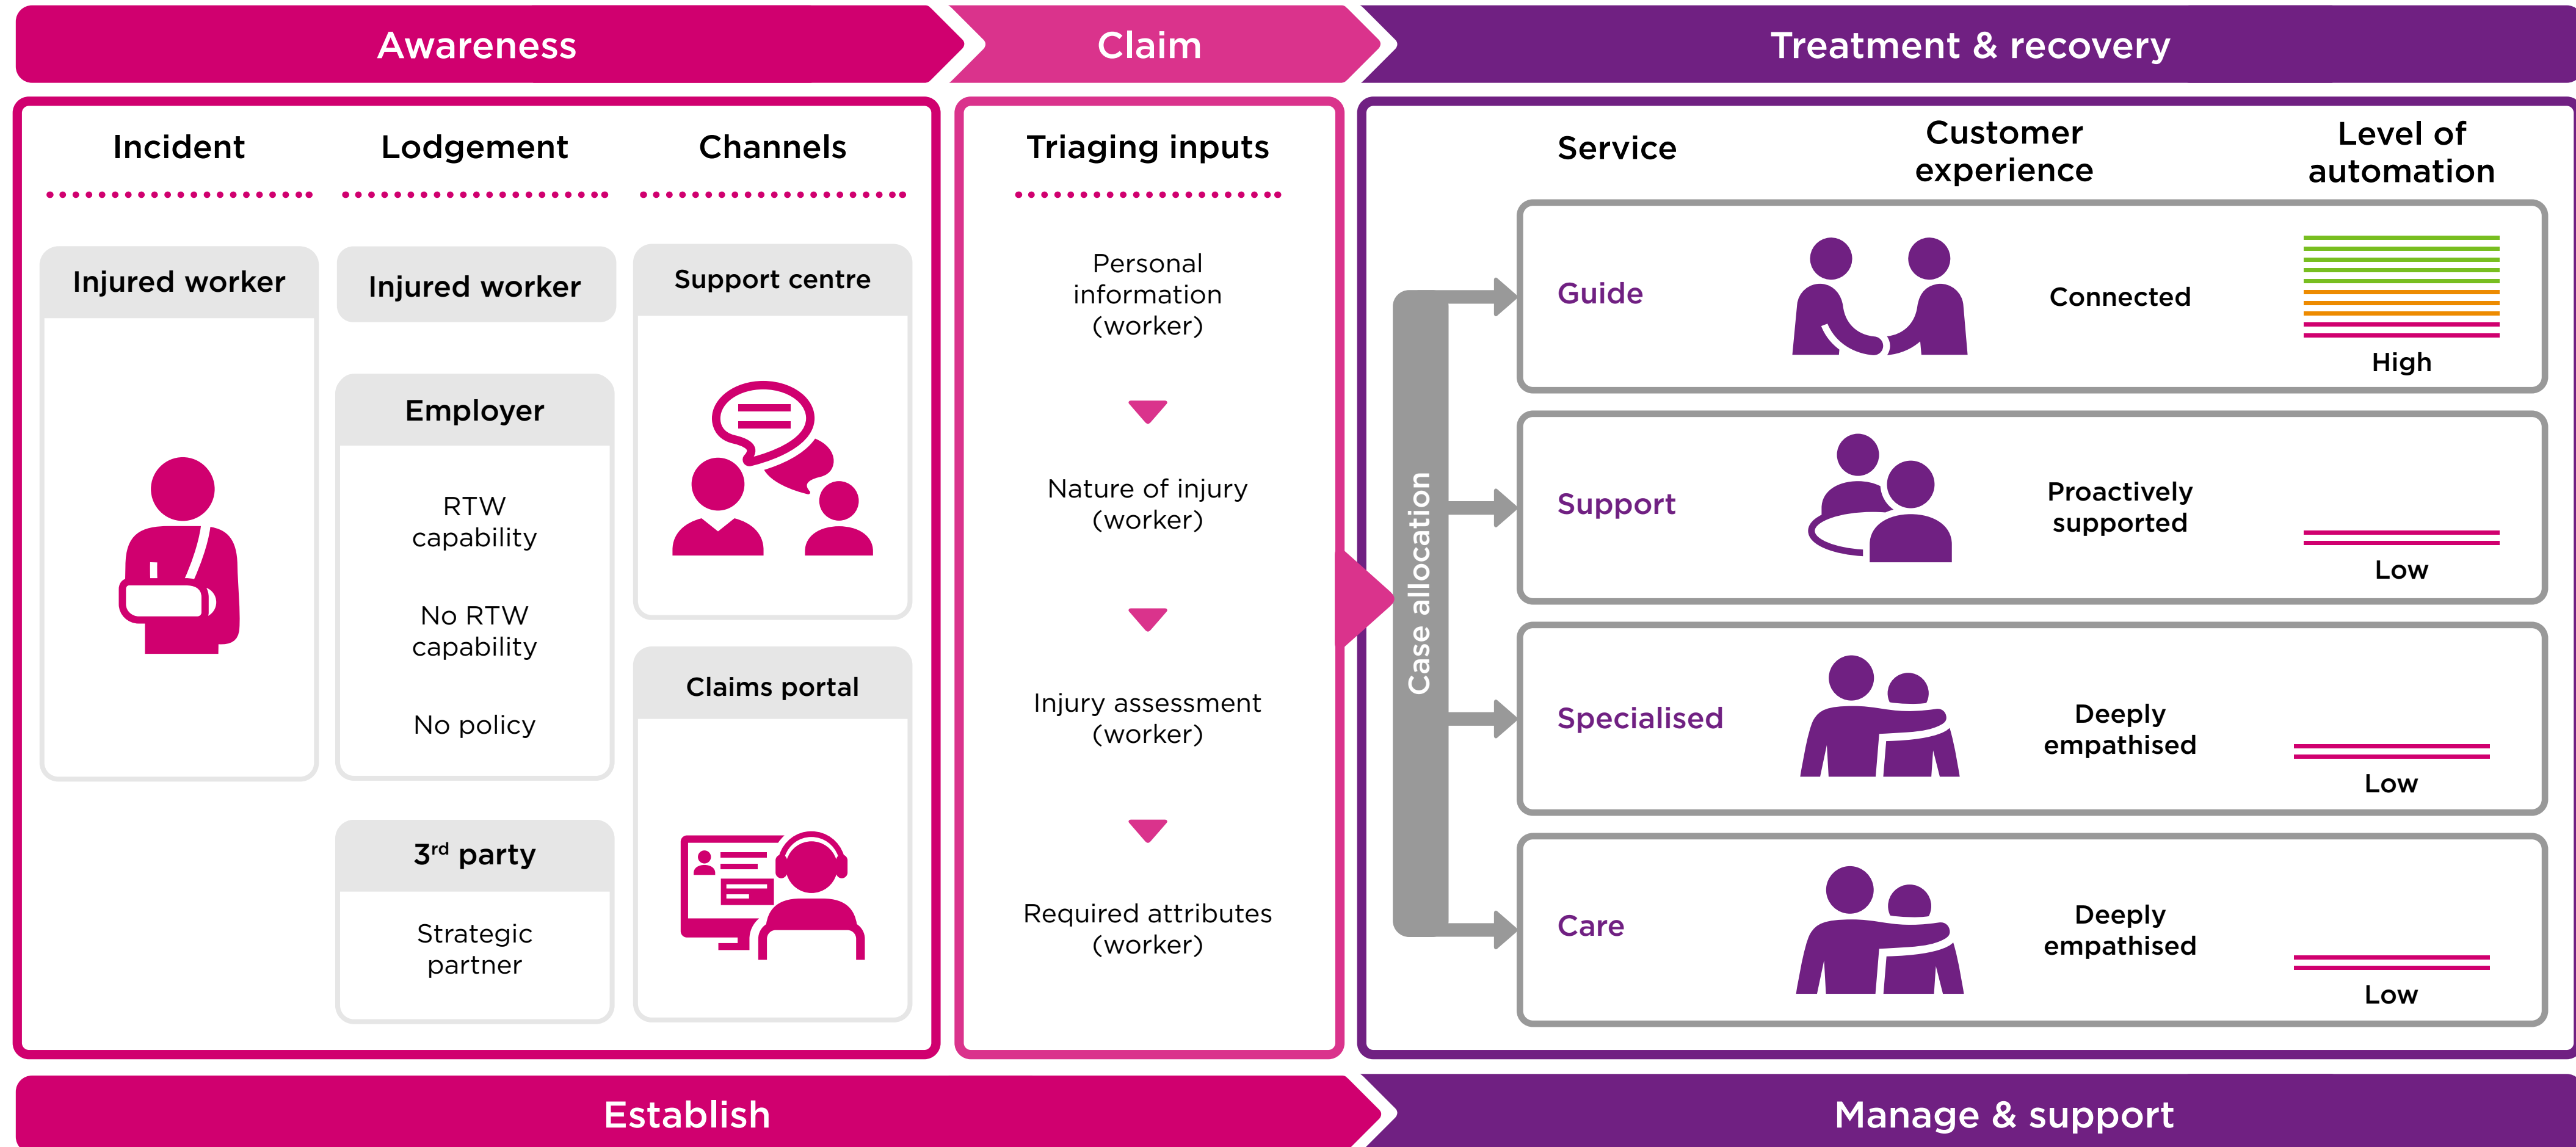 Awareness
Claim
Treatment & recovery
Incident
Injured worker
Lodgement
Injured worker
Employer
RTW
capability
No RTW
capability
No policy
3rd party
Strategic
partner
Channels
Support centre
Claims portal
Triaging inputs
Personal
information
(worker)
Nature of injury
(worker)
Injury assessment
(worker)
Required attributes
(worker)
Case allocation
Service
Customer
experience
Level of
automation
Guide
Connected
High
Support
Proactively
supported
Low
Specialised
Deeply
empathised
Low
Care
Deeply
empathised
Low
Establish
Manage & support